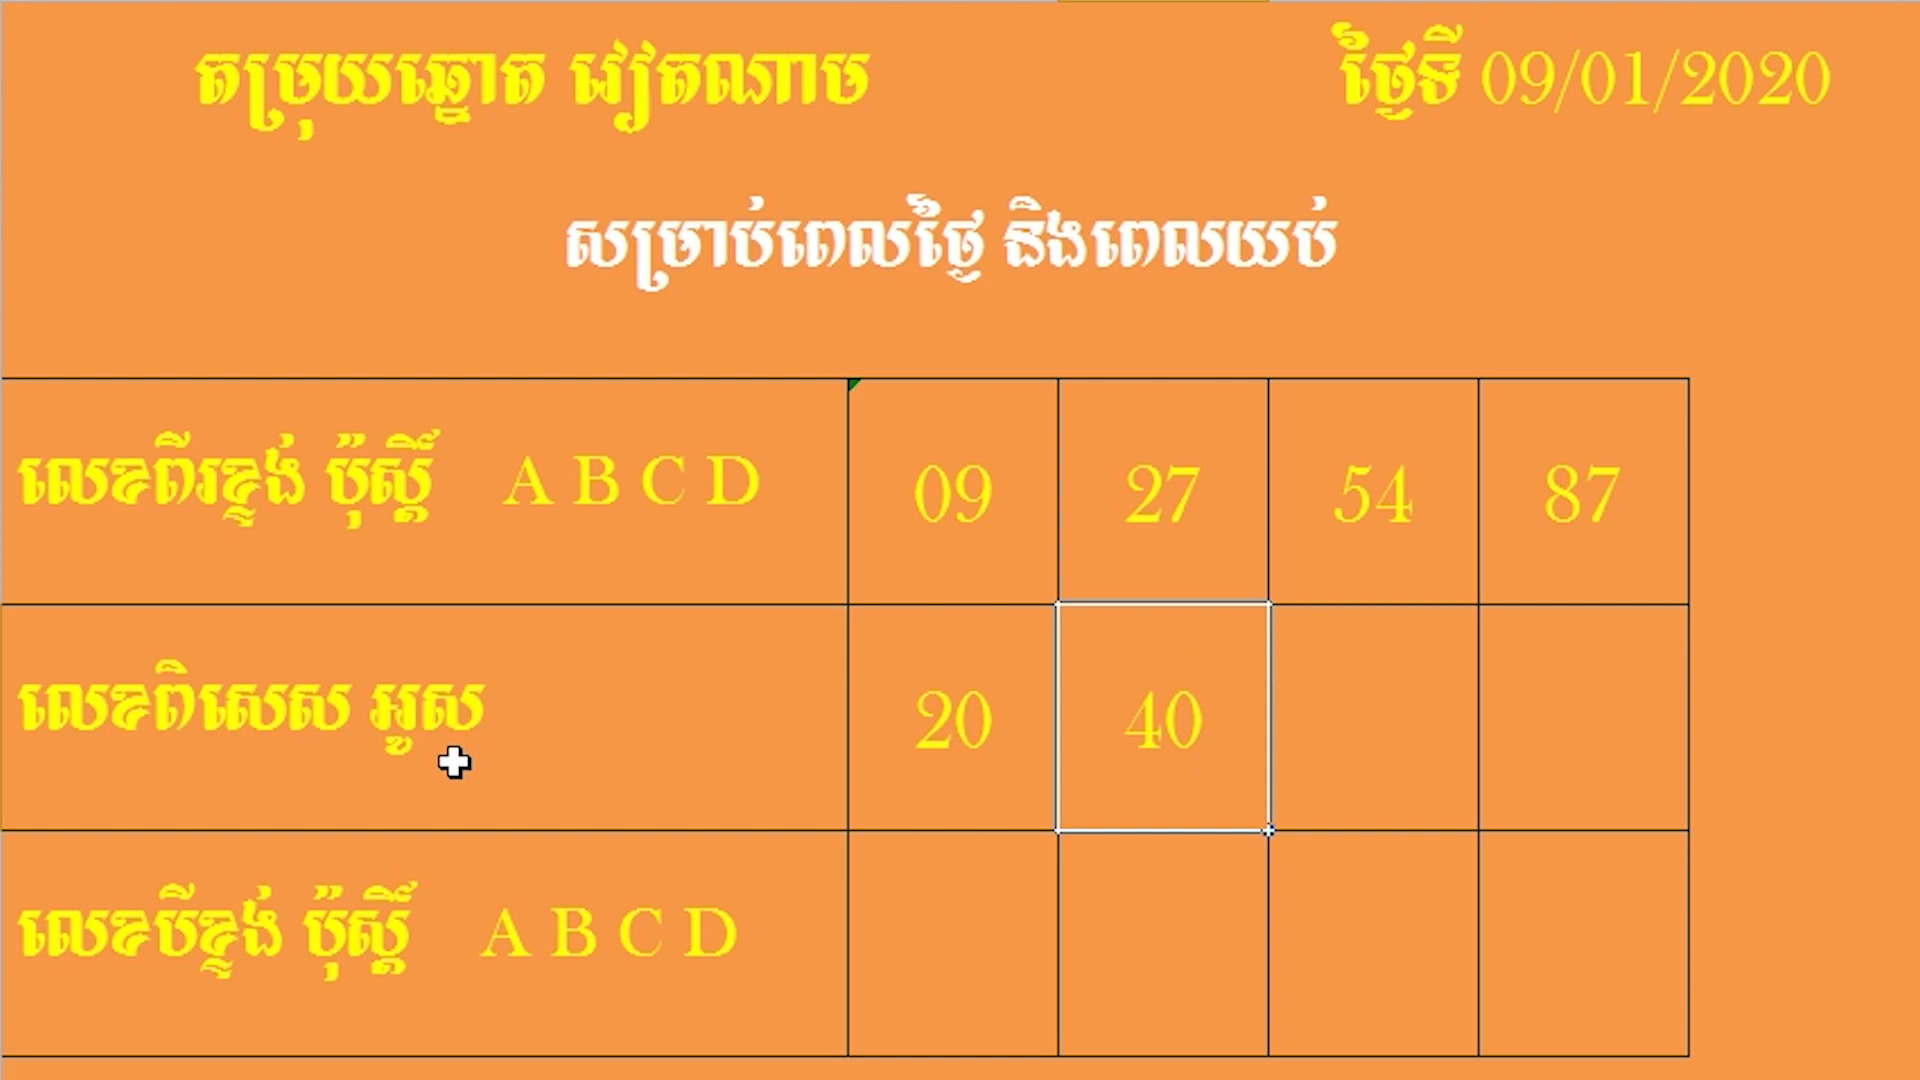 តម្រុយឆ្នោត វៀតណាម ថ្ងៃទី 09/01/2020
សម្រាប់ពេលថ្ងៃ និងពេលយប់
លេខពីរខ្ទង់ ប៉ុស្តិ៍ A B C D 09 27 54 87
លេខពិសេស អូស 20 40
លេខបីខ្ទង់ ប៉ុស្តិ៍ A B C D